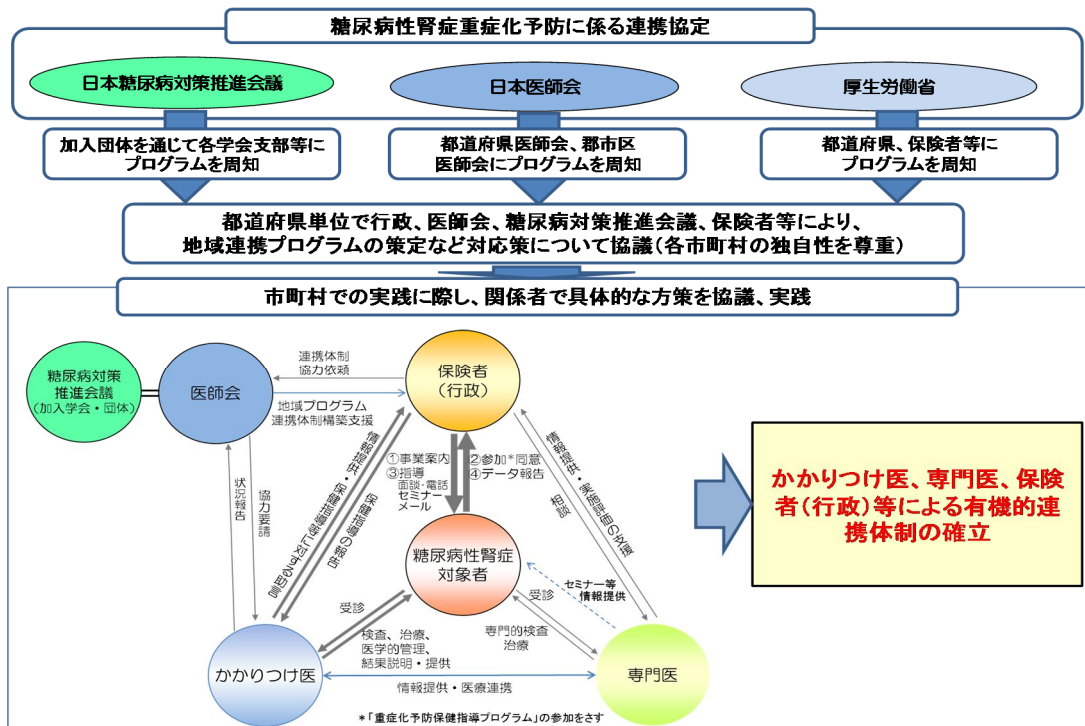 糖尿病性腎症重症化予防に係る連携協定
日本糖尿病対策推進会議
日本医師会
厚生労働省
加入団体を通じて各学会支部等に
プログラムを周知
都道府県医師会、郡市区
医師会にプログラムを周知
都道府県、保険者等に
プログラムを周知
都道府県単位で行政、医師会、糖尿病対策推進会議、保険者等により、
地域連携プログラムの策定など対応策について協議（各市町村の独自性を尊重）
市町村での実践に際し、関係者で具体的な方策を協議、実践
糖尿病対策
推進会議
（加入学会・団体）
医師会
連携体制
協力依頼
地域プログラム
連携体制構築支援
保険者
（行政）
状況報告
協力要請
情報提供・保健指導等に対する助言
保健指導の報告
①事業案内
③指導
面談・電話
セミナー
メール
②参加*同意
④データ報告
情報提供・実施評価の支援
相談
糖尿病性腎症
対象者
セミナー等
情報提供
受診
検査、治療、
医学的管理、
結果説明・提供
受診
専門的検査
治療
かかりつけ医
専門医
情報提供・医療連携
*「重症化予防保健指導プログラム」の参加をさす
かかりつけ医、専門医、保険
者（行政）等による有機的連
携体制の確立